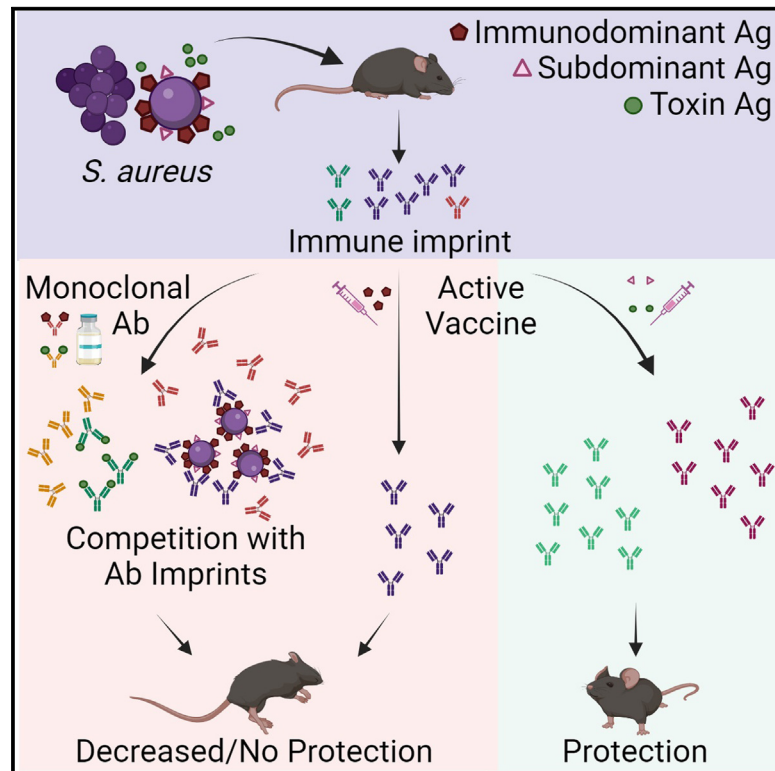 Immunodominant Ag
Subdominant Ag
Toxin Ag
S. aureus
Immune imprint
Monoclonal
Ab
Active
Vaccine
Competition with
Ab Imprints
Decreased/No Protection
Protection